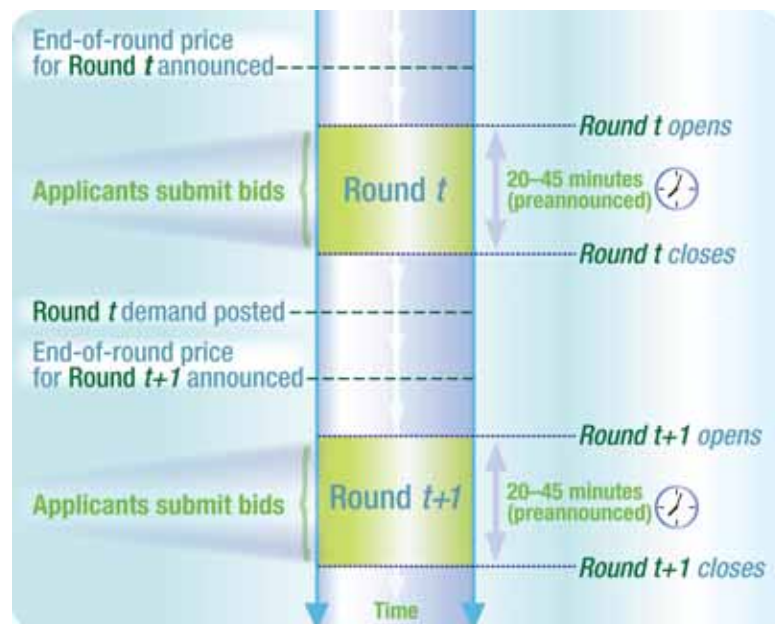 End-of-round price
for Round t announced
Round t opens
Applicants submit bids
Round t
20–45 minutes
(preannounced)
Round t closes
Round t demand posted
End-of-round price
for Round t+1 announced
Round t+1 opens
Applicants submit bids
Round t+1
20–45 minutes
(preannounced)
Round t+1 closes
Time